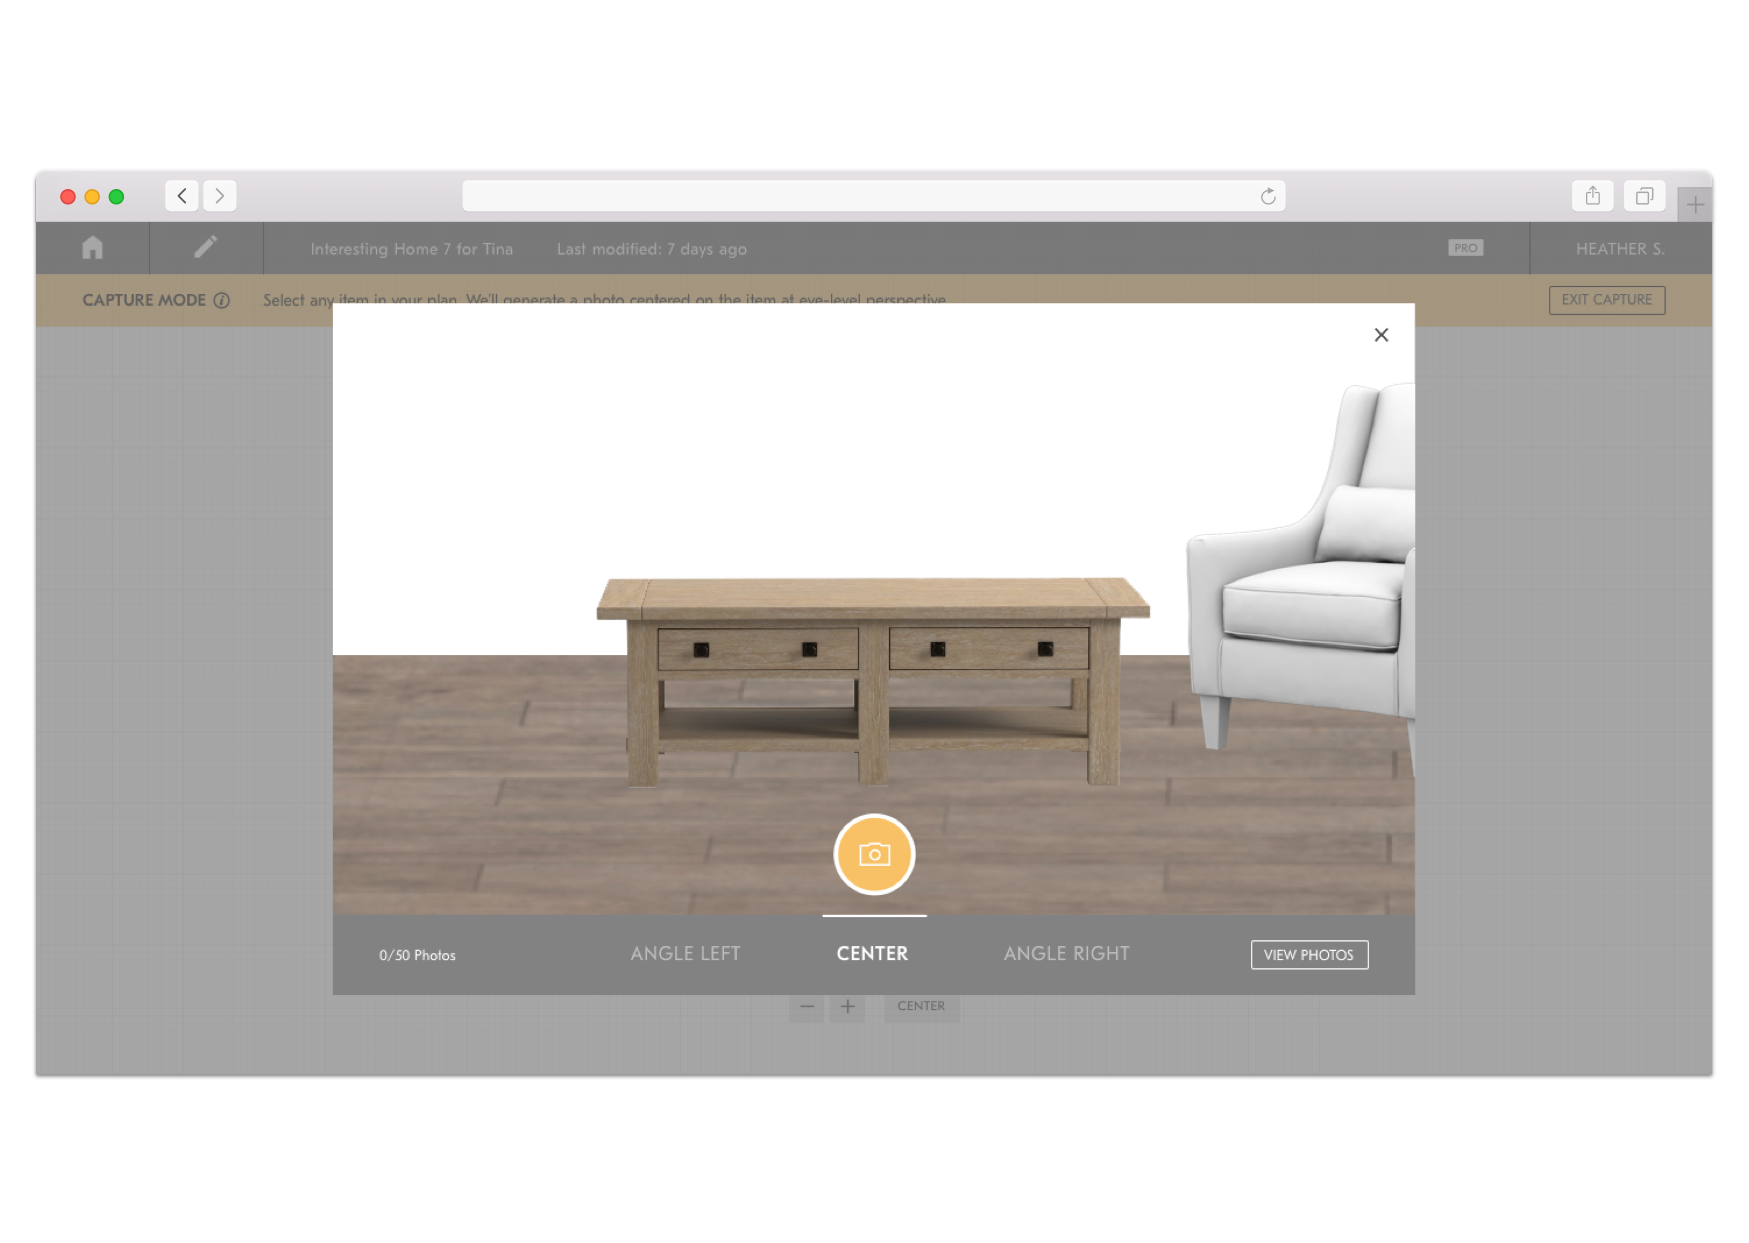 Interesting Home 7 for Tina Last modified: 7 days ago PRO HEATHER S.
CAPTURE MODE i Select any item in your plan. We'll generate a photo centered on the item at eye-level perspective. EXIT CAPTURE
0/50 Photos ANGLE LEFT CENTER ANGLE RIGHT VIEW PHOTOS
CENTER